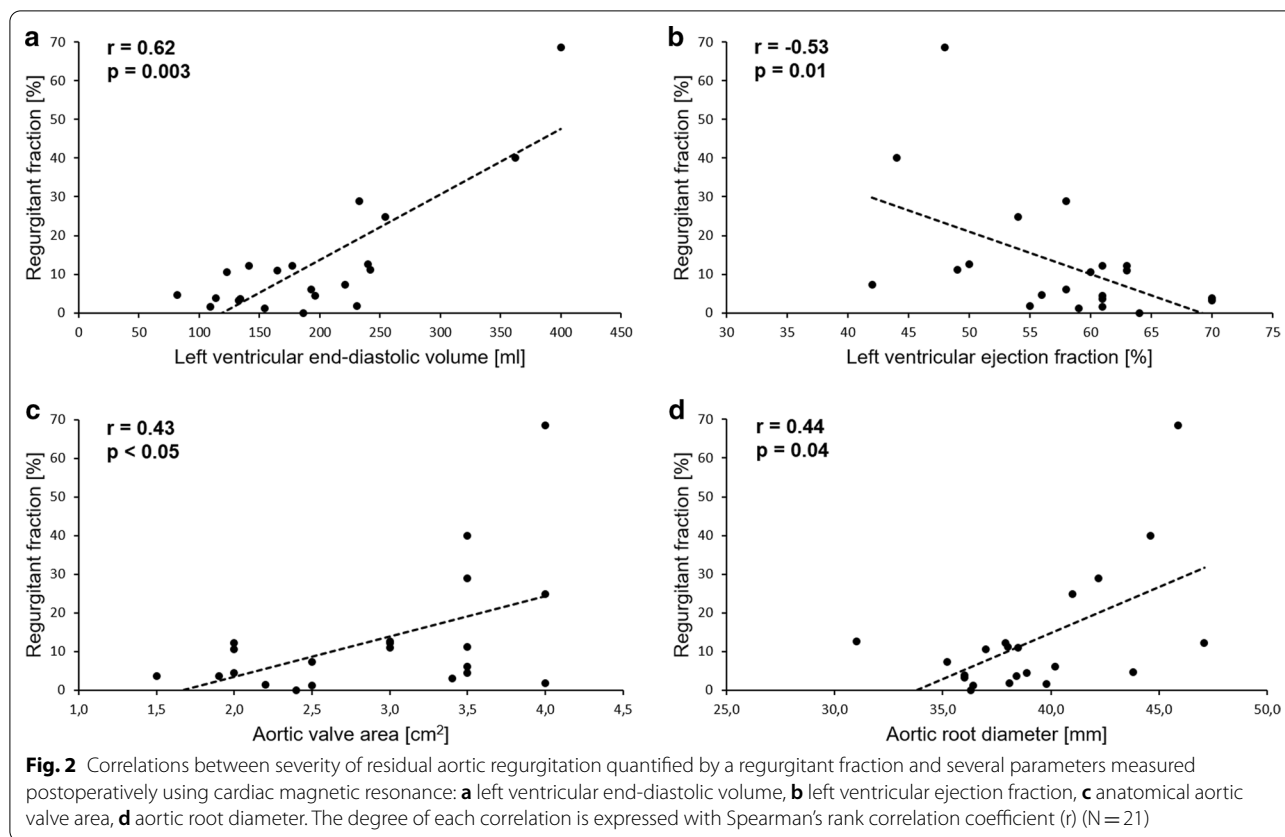 a
r = 0.62
p = 0.003
Regurgitant fraction [%]
70
60
50
40
30
20
10
0
0 50 100 150 200 250 300 350 400 450
Left ventricular end-diastolic volume [ml]
b
r = -0.53
p = 0.01
Regurgitant fraction [%]
70
60
50
40
30
20
10
0
30 35 40 45 50 55 60 65 70 75
Left ventricular ejection fraction [%]
c
r = 0.43
p < 0.05
Regurgitant fraction [%]
70
60
50
40
30
20
10
0
1,0 1,5 2,0 2,5 3,0 3,5 4,0 4,5
Aortic valve area [cm²]
d
r = 0.44
p = 0.04
Regurgitant fraction [%]
70
60
50
40
30
20
10
0
25,0 30,0 35,0 40,0 45,0 50,0
Aortic root diameter [mm]
Fig. 2 Correlations between severity of residual aortic regurgitation quantified by a regurgitant fraction and several parameters measured
postoperatively using cardiac magnetic resonance: a left ventricular end-diastolic volume, b left ventricular ejection fraction, c anatomical aortic
valve area, d aortic root diameter. The degree of each correlation is expressed with Spearman's rank correlation coefficient (r) (N = 21)